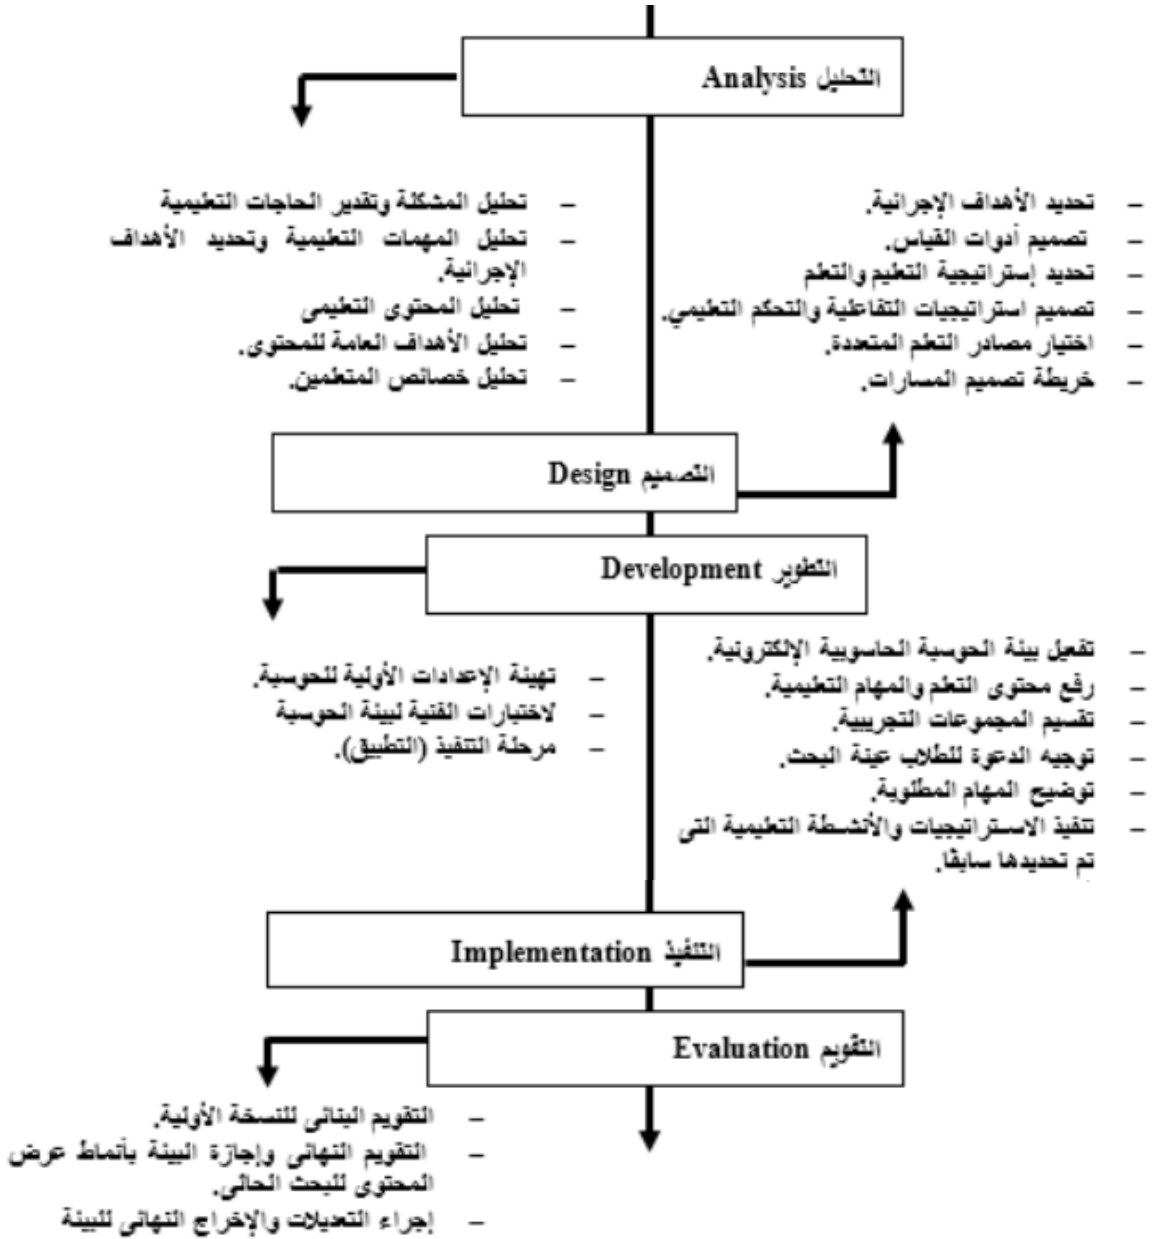 التحليل Analysis
تحليل المشكلة وتقدير الحاجات التعليمية –
تحليل المهمات التعليمية وتحديد الأهداف –
الإجرائية.
تحليل المحتوى التعليمى –
تحليل الأهداف العامة للمحتوى. –
تحليل خصائص المتعلمين. –
تحديد الأهداف الإجرائية. –
تصميم أدوات القياس. –
تحديد إستراتيجية التعليم والتعلم –
تصميم استراتيجيات التفاعلية والتحكم التعليمي. –
اختيار مصادر التعلم المتعددة. –
خريطة تصميم المسارات. –
التصميم Design
التطوير Development
تهيئة الإعدادات الأولية للحوسبة. –
لاختبارات الفنية لبيئة الحوسبة –
مرحلة التنفيذ (التطبيق). –
تفعيل بيئة الحوسبة الحاسوبية الإلكترونية. –
رفع محتوى التعلم والمهام التعليمية. –
تقسيم المجموعات التجريبية. –
توجيه الدعوة للطلاب عينة البحث. –
توضيح المهام المطلوبة. –
تنفيذ الاستراتيجيات والأنشطة التعليمية التى –
تم تحديدها سابقًا.
التنفيذ Implementation
التقويم Evaluation
التقويم البنائى للنسخة الأولية. –
التقويم النهائى وإجازة البيئة بأنماط عرض –
المحتوى للبحث الحالى.
إجراء التعديلات والإخراج النهائى للبيئة –